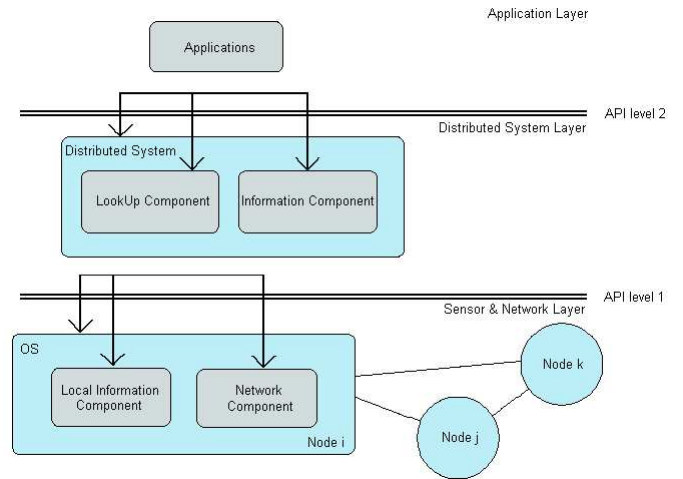 Application Layer
Applications
API level 2
Distributed System Layer
Distributed System
LookUp Component
Information Component
API level 1
Sensor & Network Layer
OS
Local Information
Component
Network
Component
Node i
Node k
Node j